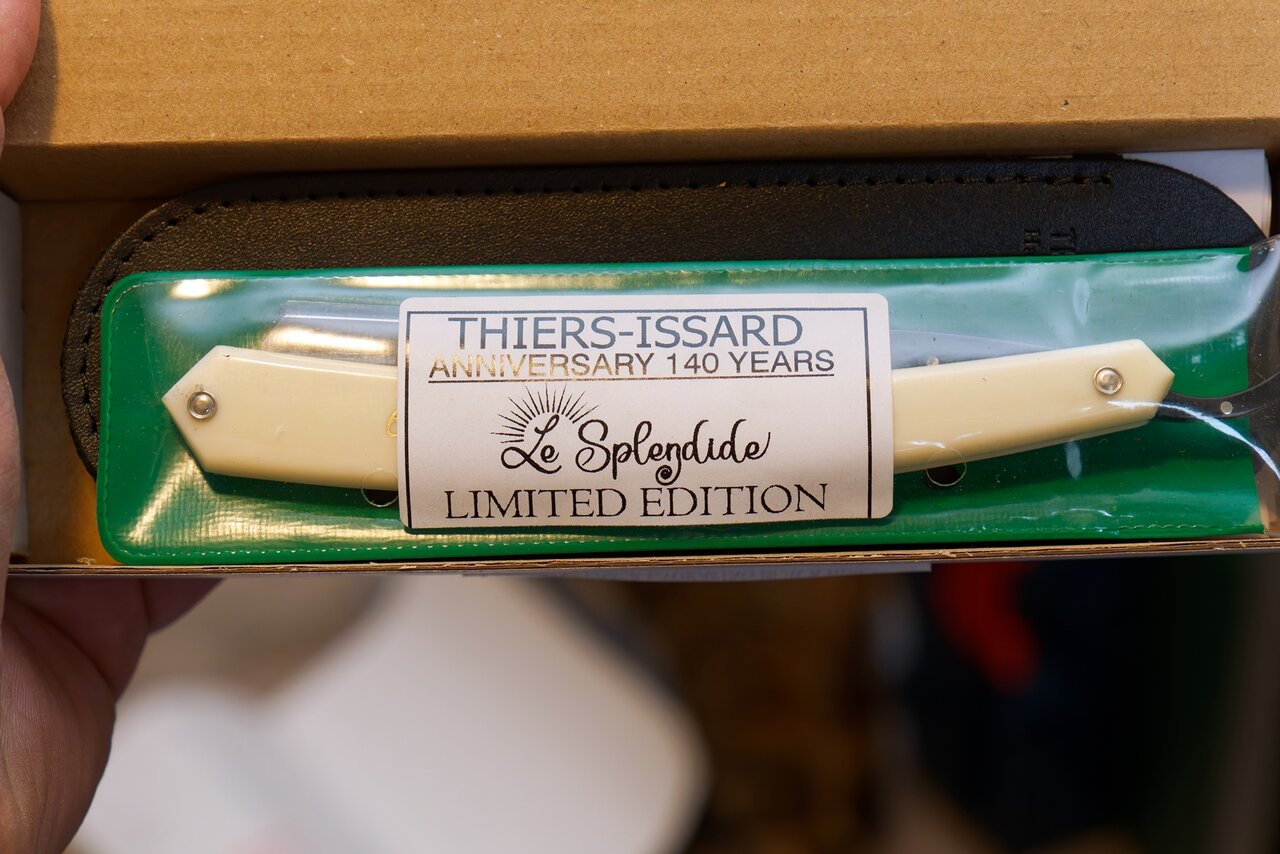 THIERS-ISSARD
ANNIVERSARY 140 YEARS
Le Splendide
LIMITED EDITION